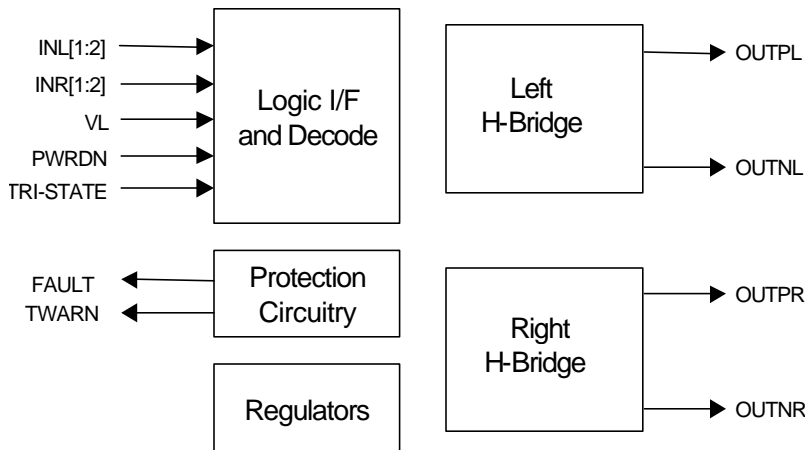 INL[1:2]
INR[1:2]
VL
PWRDN
TRI-STATE
Logic I/F
and Decode
FAULT
TWARN
Protection
Circuitry
Regulators
Left
H-Bridge
OUTPL
OUTNL
Right
H-Bridge
OUTPR
OUTNR